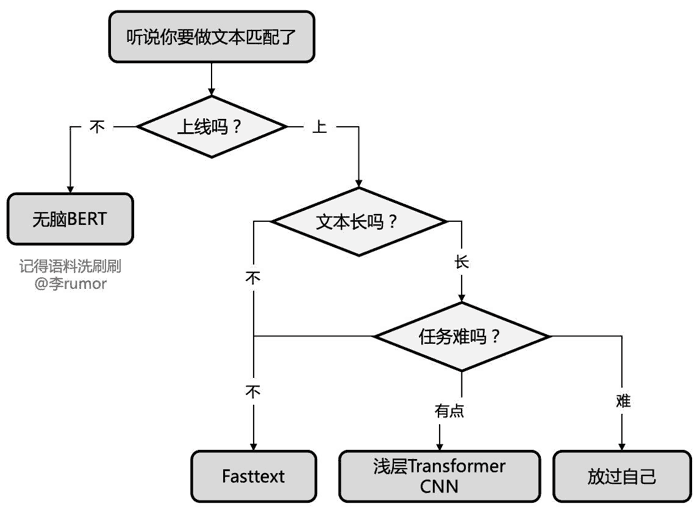 听说你要做文本匹配了
上线吗？
不
上
无脑BERT
记得语料洗刷刷
@李rumor
文本长吗？
不
长
任务难吗？
不
有点
难
Fasttext
浅层Transformer
CNN
放过自己